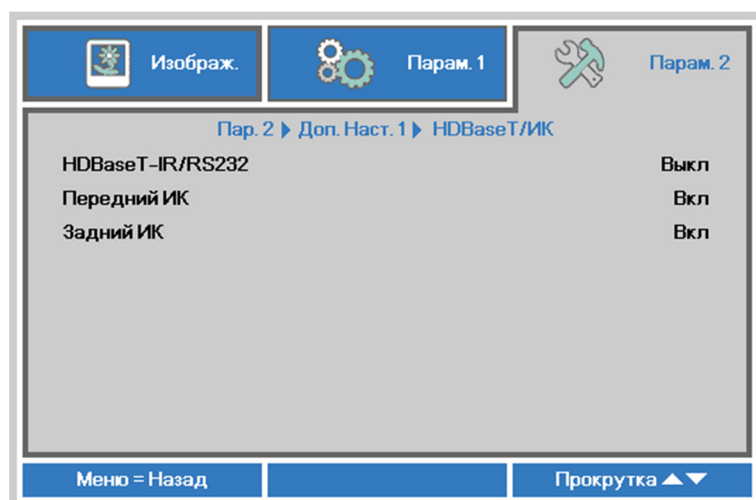 Изображ. Парам. 1 Парам. 2
Пар. 2 ▶ Доп. Наст. 1 ▶ HDBaseT/ИК
HDBaseT-IR/RS232 Выкл
Передний ИК Вкл
Задний ИК Вкл
Меню = Назад Прокрутка ▲▼